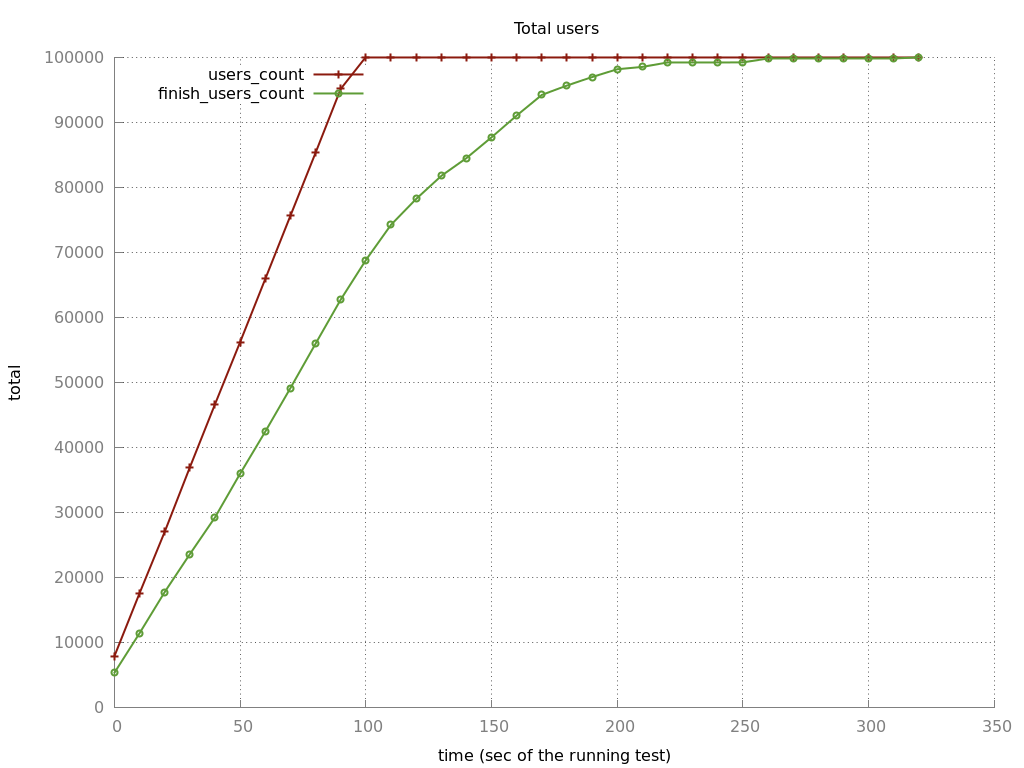 Total users
users_count
finish_users_count
100000
90000
80000
70000
60000
50000
40000
30000
20000
10000
0
total
0 50 100 150 200 250 300 350
time (sec of the running test)